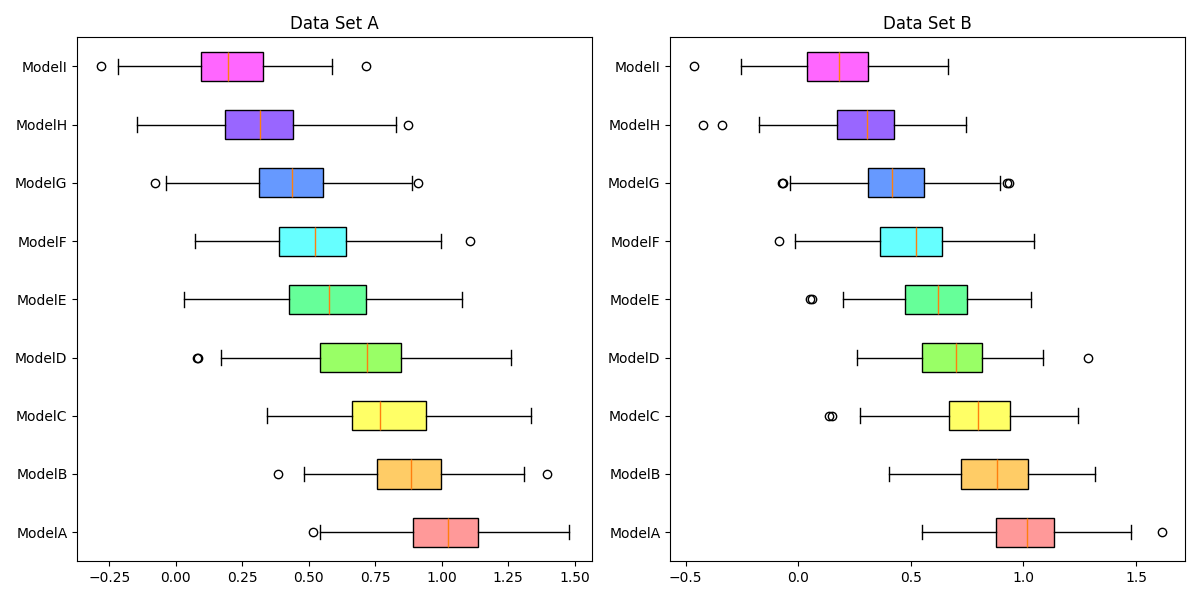 Data Set A
ModelI
ModelH
ModelG
ModelF
ModelE
ModelD
ModelC
ModelB
ModelA
−0.25 0.00 0.25 0.50 0.75 1.00 1.25 1.50
Data Set B
ModelI
ModelH
ModelG
ModelF
ModelE
ModelD
ModelC
ModelB
ModelA
−0.5 0.0 0.5 1.0 1.5